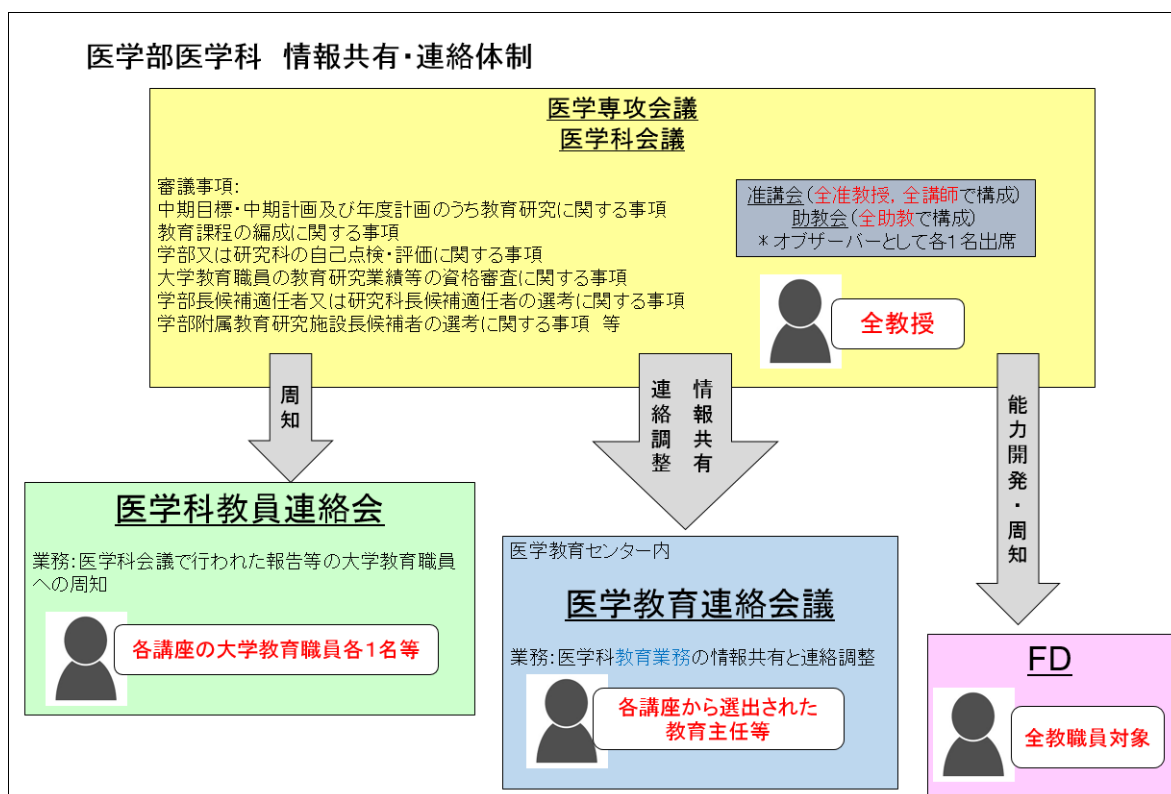 医学部医学科　情報共有・連絡体制
医学専攻会議
医学科会議
審議事項:
中期目標・中期計画及び年度計画のうち教育研究に関する事項
教育課程の編成に関する事項
学部又は研究科の自己点検・評価に関する事項
大学教育職員の教育研究業績等の資格審査に関する事項
学部長候補適任者又は研究科長候補適任者の選考に関する事項
学部附属教育研究施設長候補者の選考に関する事項　等
准講会（全准教授，全講師で構成）
助教会（全助教で構成）
＊オブザーバーとして各1名出席
全教授
周知
情報共有
連絡調整
能力開発・周知
医学科教員連絡会
業務:医学科会議で行われた報告等の大学教育職員
への周知
各講座の大学教育職員各1名等
医学教育センター内
医学教育連絡会議
業務:医学科教育業務の情報共有と連絡調整
各講座から選出された
教育主任等
FD
全教職員対象